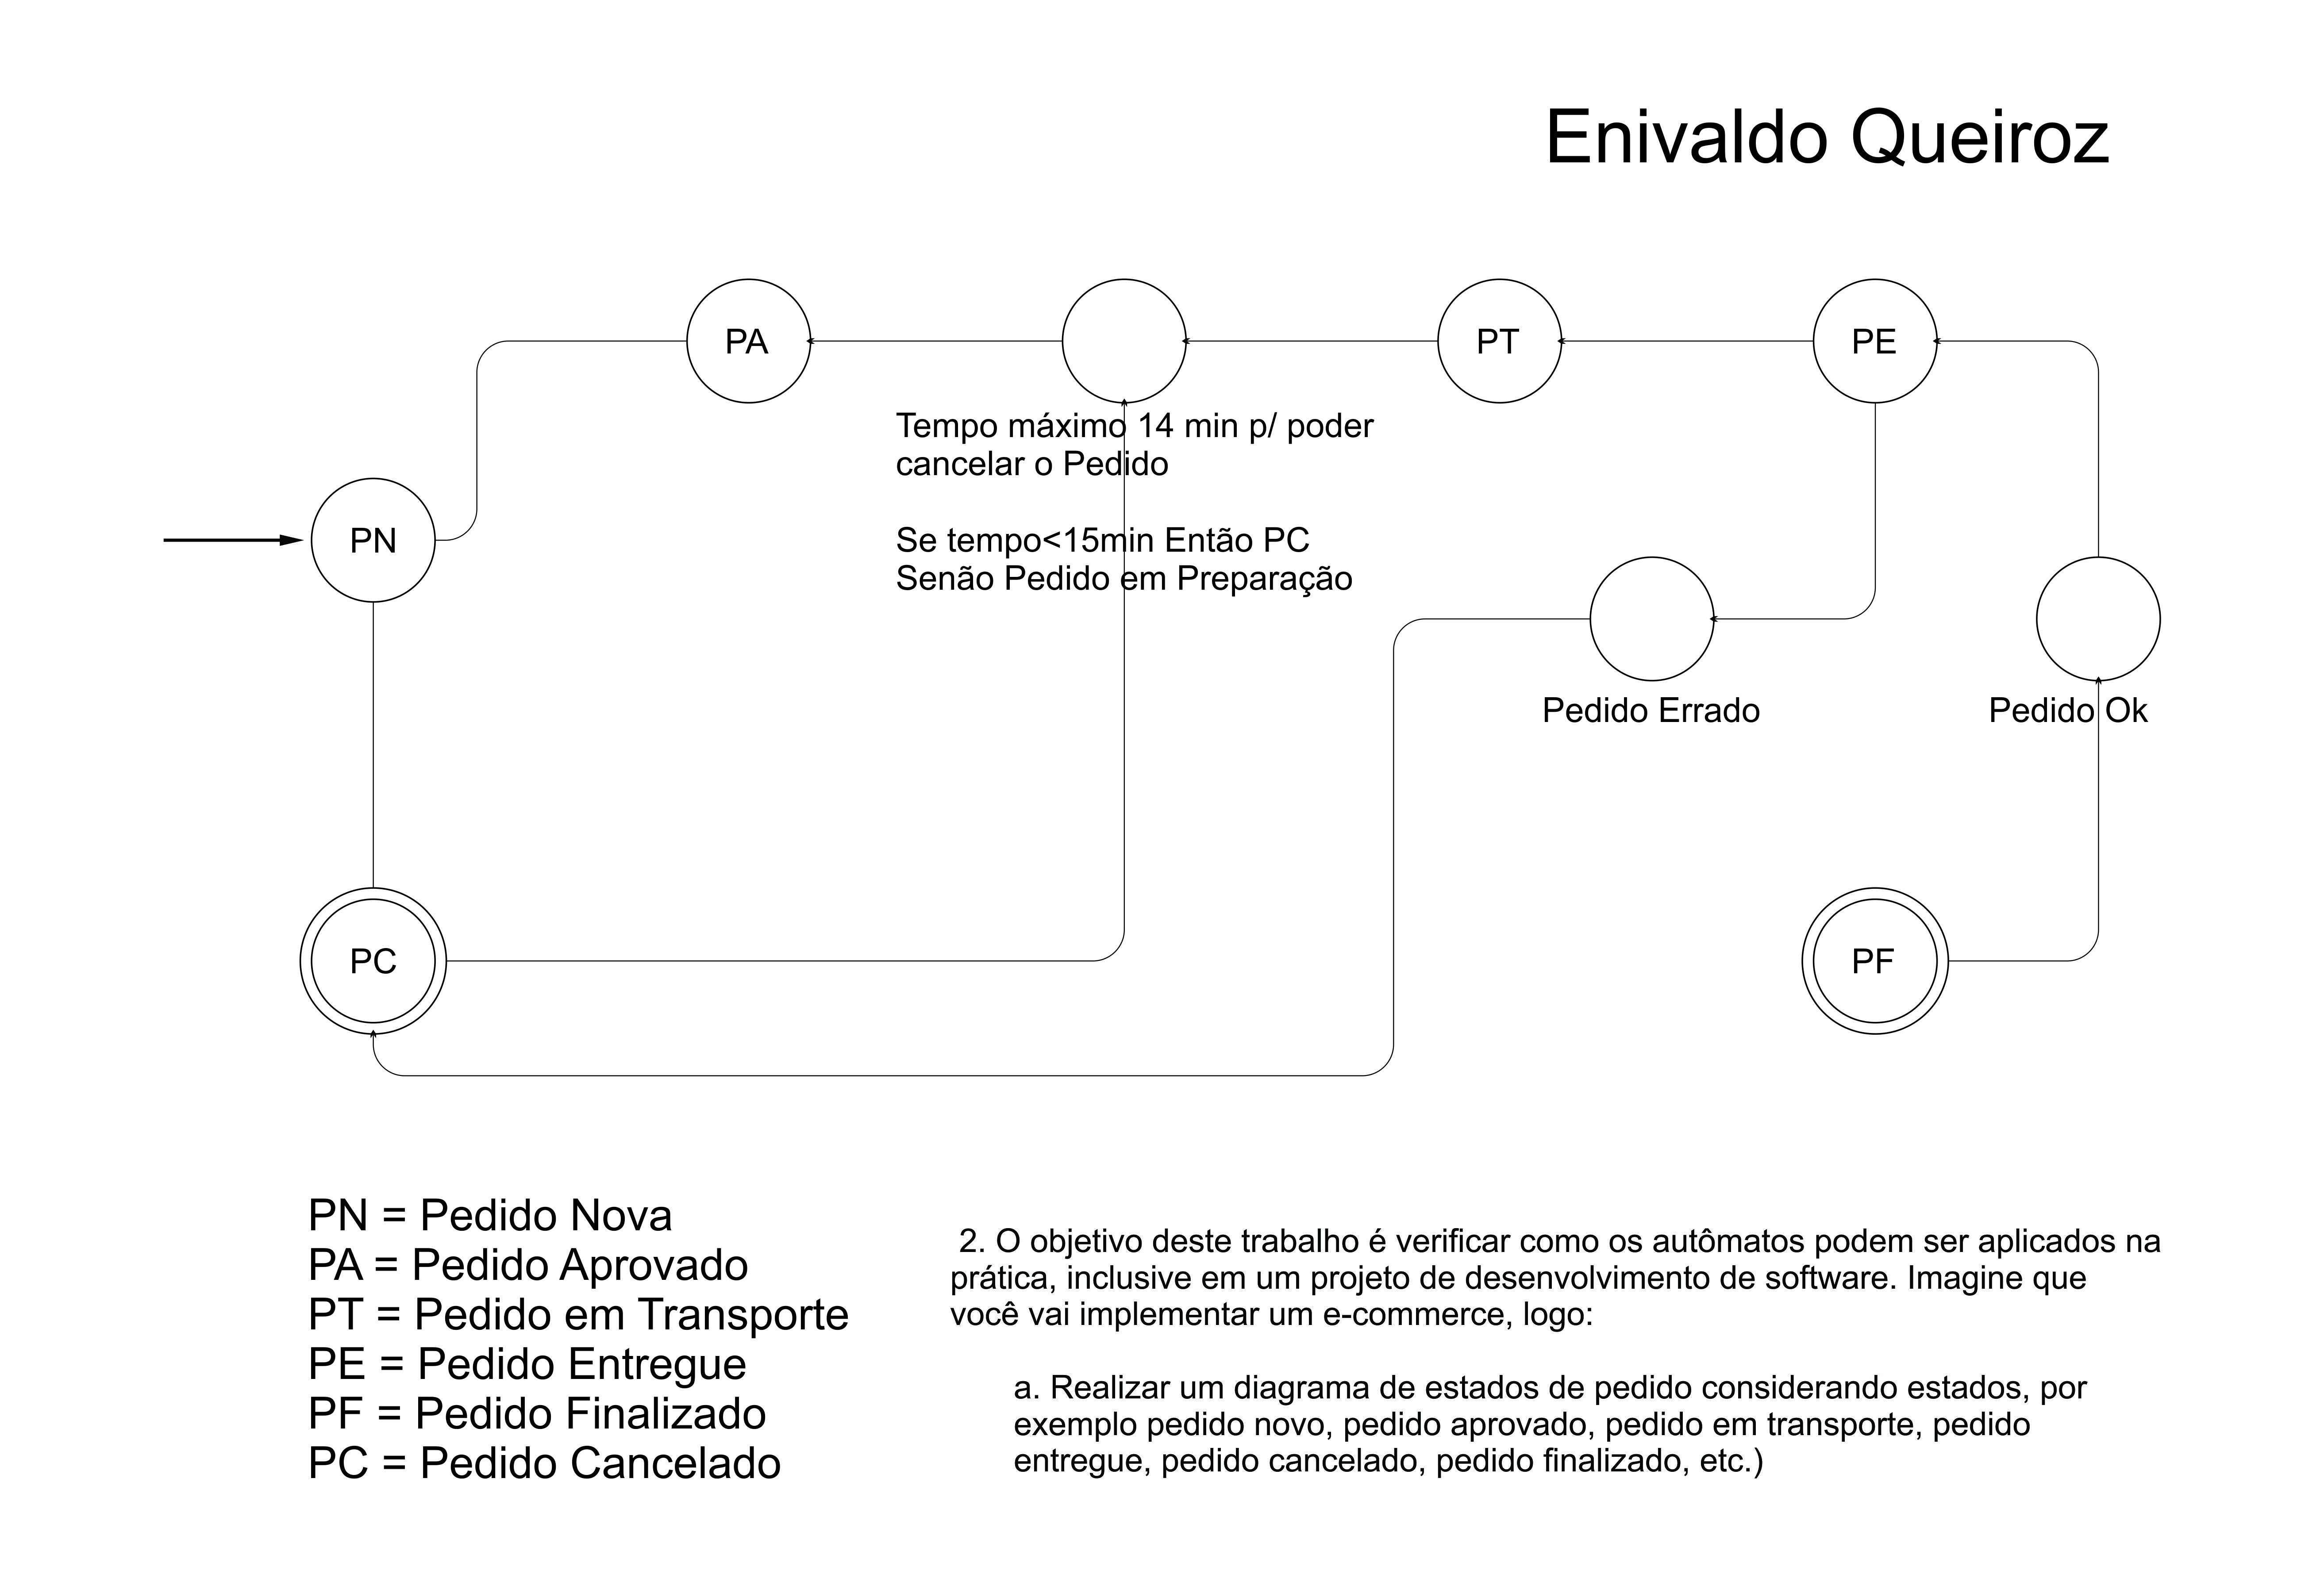 Enivaldo Queiroz
PA
PT
PE
Tempo máximo 14 min p/ poder
cancelar o Pedido
PN
Se tempo<15min Então PC
Senão Pedido em Preparação
Pedido Errado
Pedido Ok
PC
PF
PN = Pedido Nova
PA = Pedido Aprovado
PT = Pedido em Transporte
PE = Pedido Entregue
PF = Pedido Finalizado
PC = Pedido Cancelado
2. O objetivo deste trabalho é verificar como os autômatos podem ser aplicados na
prática, inclusive em um projeto de desenvolvimento de software. Imagine que
você vai implementar um e-commerce, logo:
a. Realizar um diagrama de estados de pedido considerando estados, por
exemplo pedido novo, pedido aprovado, pedido em transporte, pedido
entregue, pedido cancelado, pedido finalizado, etc.)